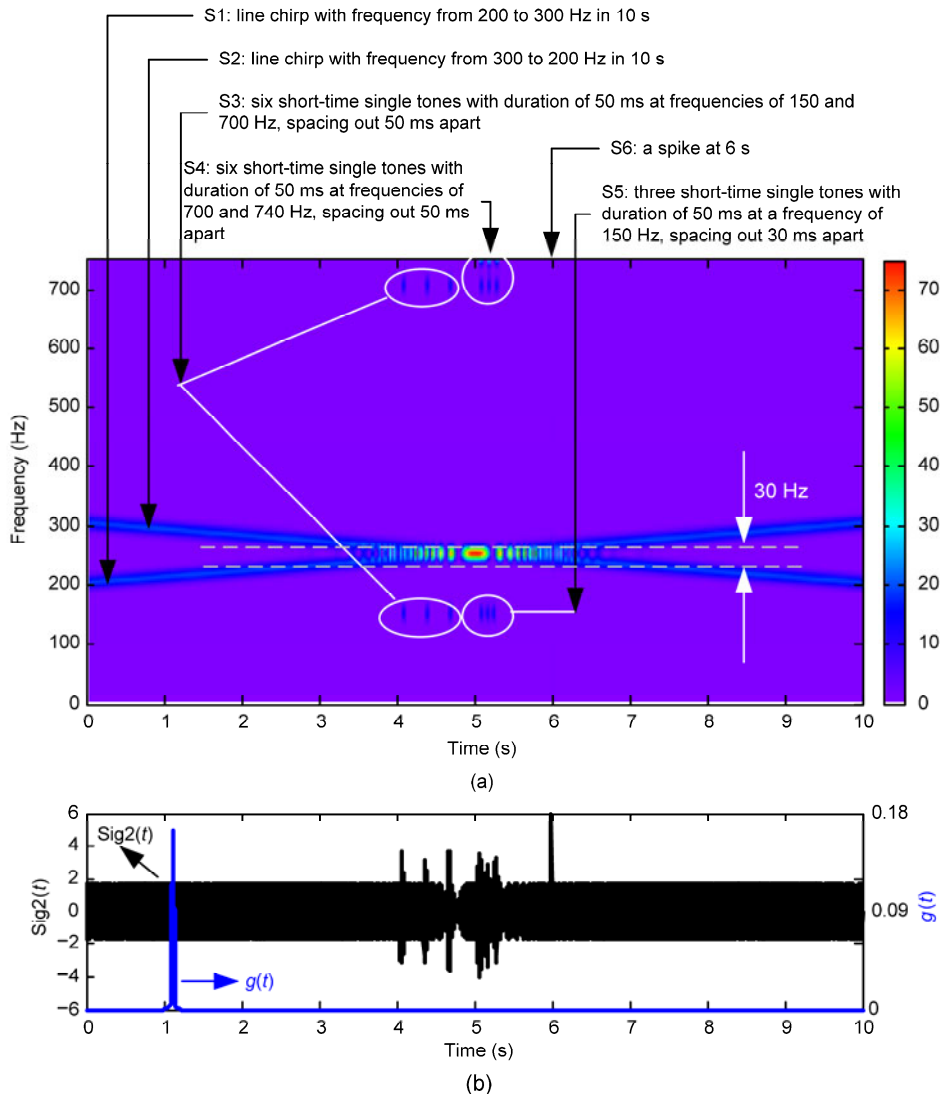 S1: line chirp with frequency from 200 to 300 Hz in 10 s
S2: line chirp with frequency from 300 to 200 Hz in 10 s
S3: six short-time single tones with duration of 50 ms at frequencies of 150 and
700 Hz, spacing out 50 ms apart
S4: six short-time single tones with
duration of 50 ms at frequencies of
700 and 740 Hz, spacing out 50 ms
apart
S6: a spike at 6 s
S5: three short-time single tones with
duration of 50 ms at a frequency of
150 Hz, spacing out 30 ms apart
Frequency (Hz)
700
600
500
400
300
200
100
0
30 Hz
70
60
50
40
30
20
10
0
0 1 2 3 4 5 6 7 8 9 10
Time (s)
(a)
Sig2(t)
6
4
2
0
−2
−4
−6
Sig2(t)
g(t)
0.18
0.09
0
g(t)
0 1 2 3 4 5 6 7 8 9 10
Time (s)
(b)